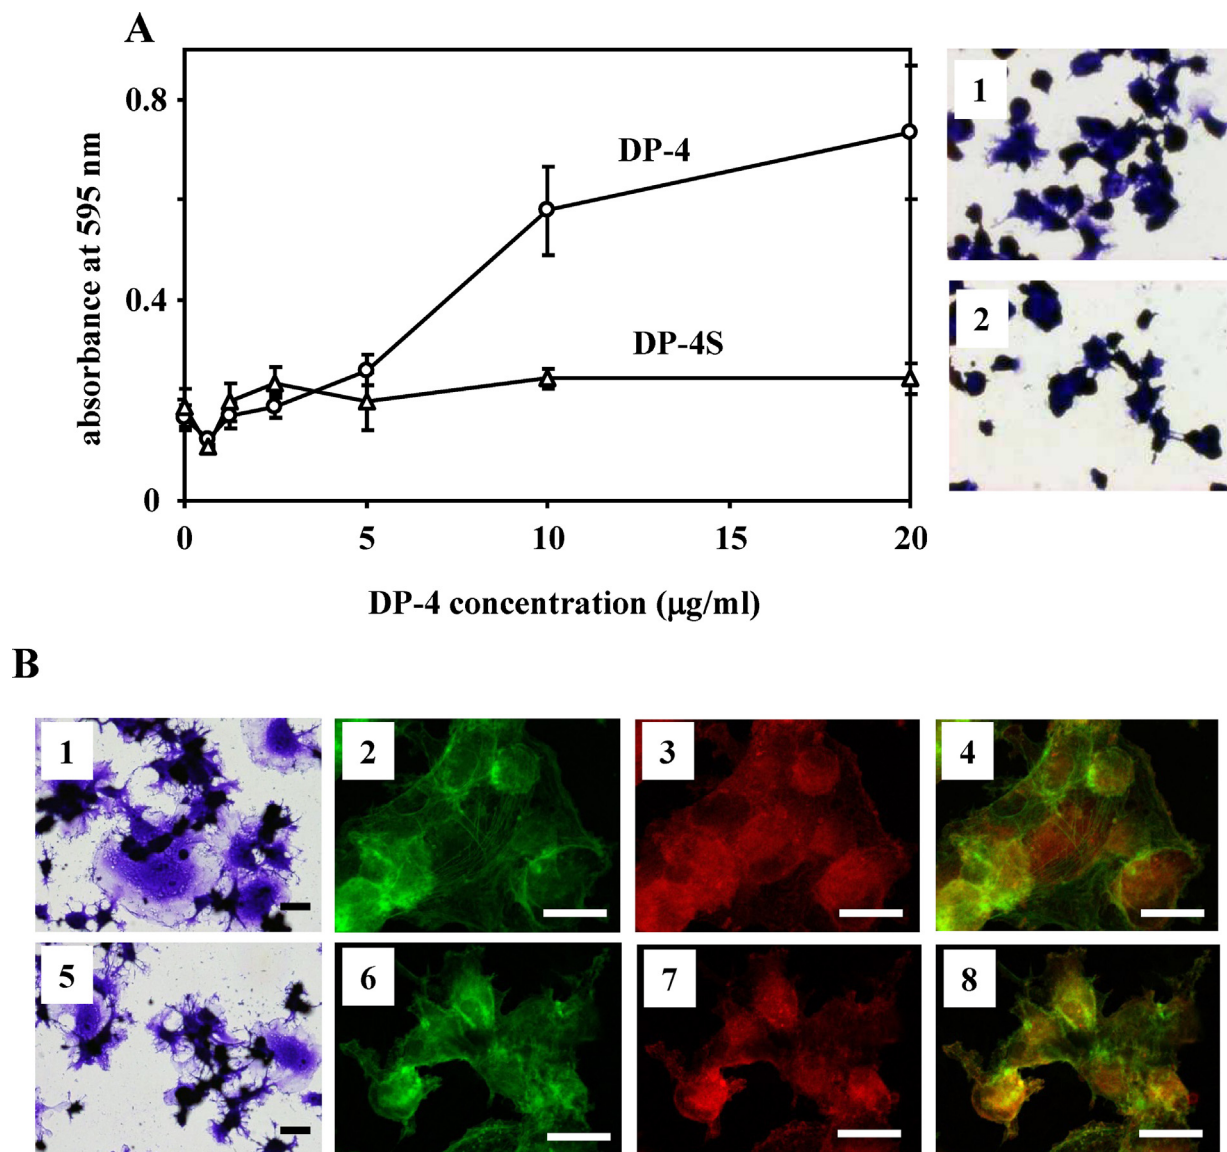 A
absorbance at 595 nm
0.8
0.4
0
DP-4
DP-4S
0 5 10 15 20
DP-4 concentration (μg/ml)
1
2
B
1 2 3 4
5 6 7 8